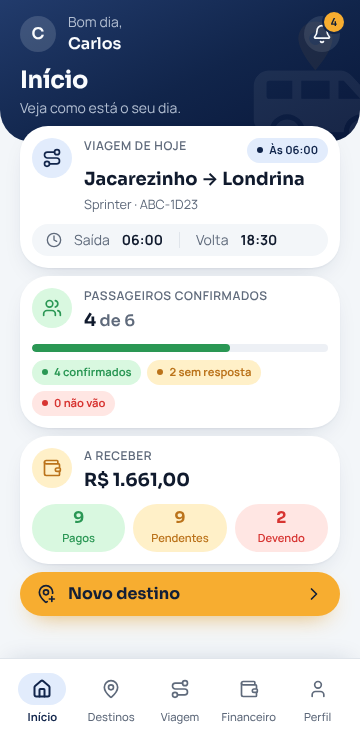 C
Bom dia,
Carlos
4
Início
Veja como está o seu dia.
VIAGEM DE HOJE
Às 06:00
Jacarezinho → Londrina
Sprinter · ABC-1D23
Saída 06:00 Volta 18:30
PASSAGEIROS CONFIRMADOS
4 de 6
4 confirmados 2 sem resposta
0 não vão
A RECEBER
R$ 1.661,00
9 9 2
Pagos Pendentes Devendo
Novo destino
Início Destinos Viagem Financeiro Perfil